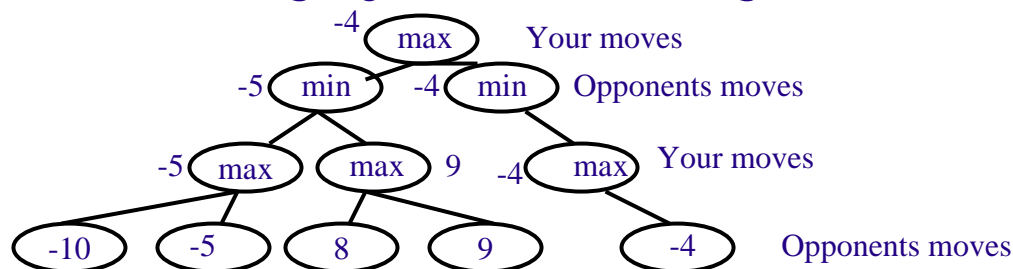 -4 max Your moves
-5 min -4 min Opponents moves
-5 max max 9 -4 max Your moves
-10 -5 8 9 -4 Opponents moves